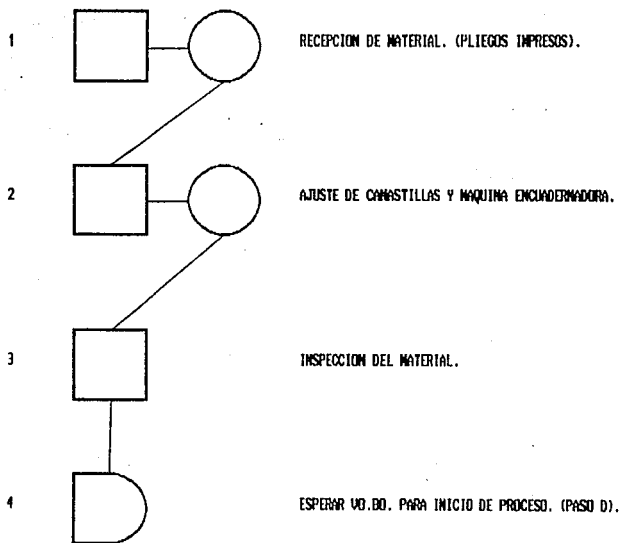 1 RECEPCION DE MATERIAL. (PLIEGOS IMPRESOS).
2 AJUSTE DE CANASTILLAS Y MAQUINA ENCUADERNADORA.
3 INSPECCION DEL MATERIAL.
4 ESPERAR VO.BO. PARA INICIO DE PROCESO. (PASO D).